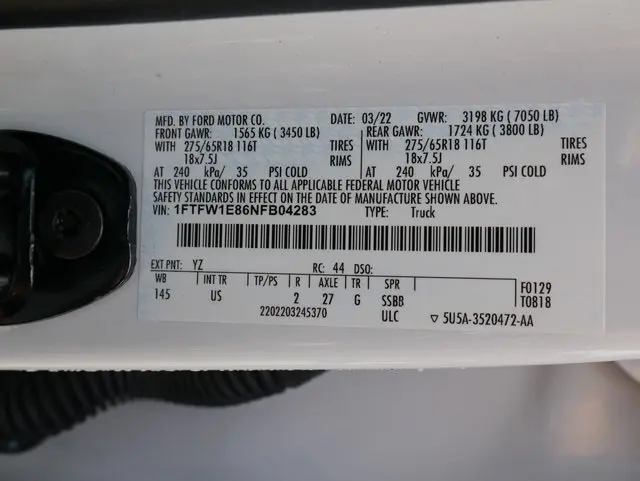 MFD. BY FORD MOTOR CO. DATE: 03/22 GVWR: 3198 KG ( 7050 LB)
FRONT GAWR: 1565 KG ( 3450 LB) REAR GAWR: 1724 KG ( 3800 LB)
WITH 275/65R18 116T TIRES WITH 275/65R18 116T TIRES
18x7.5J RIMS 18x7.5J RIMS
AT 240 kPa/ 35 PSI COLD AT 240 kPa/ 35 PSI COLD
THIS VEHICLE CONFORMS TO ALL APPLICABLE FEDERAL MOTOR VEHICLE
SAFETY STANDARDS IN EFFECT ON THE DATE OF MANUFACTURE SHOWN ABOVE.
VIN: 1FTFW1E86NFB04283 TYPE: Truck
EXT PNT: YZ RC: 44 DSO:
WB INT TR TP/PS R AXLE TR SPR F0129
145 US 2 27 G SSBB T0818
2202203245370 ULC ▽ 5U5A-3520472-AA